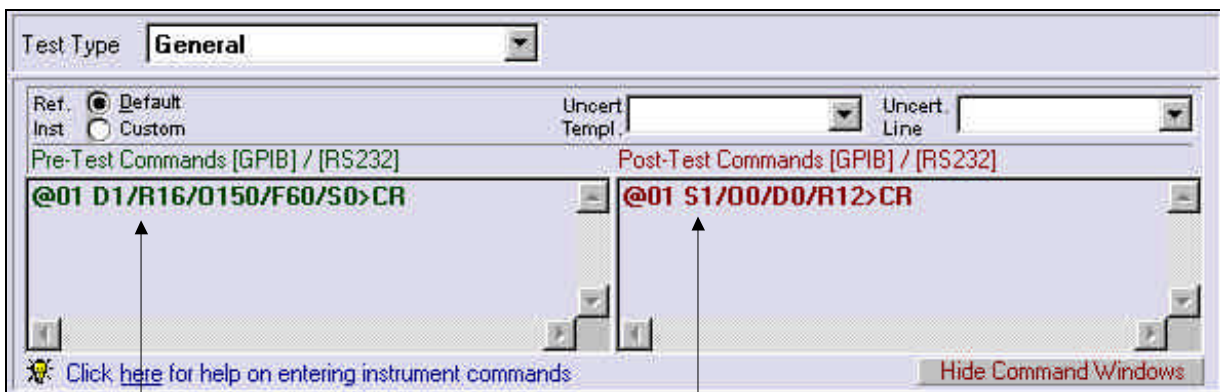 Test Type General
Ref. Default Uncert. Uncert.
Inst Custom Templ. Line
Pre-Test Commands [GPIB] / [RS232] Post-Test Commands [GPIB] / [RS232]
@01 D1/R16/O150/F60/S0>CR @01 S1/O0/D0/R12>CR
Click here for help on entering instrument commands Hide Command Windows